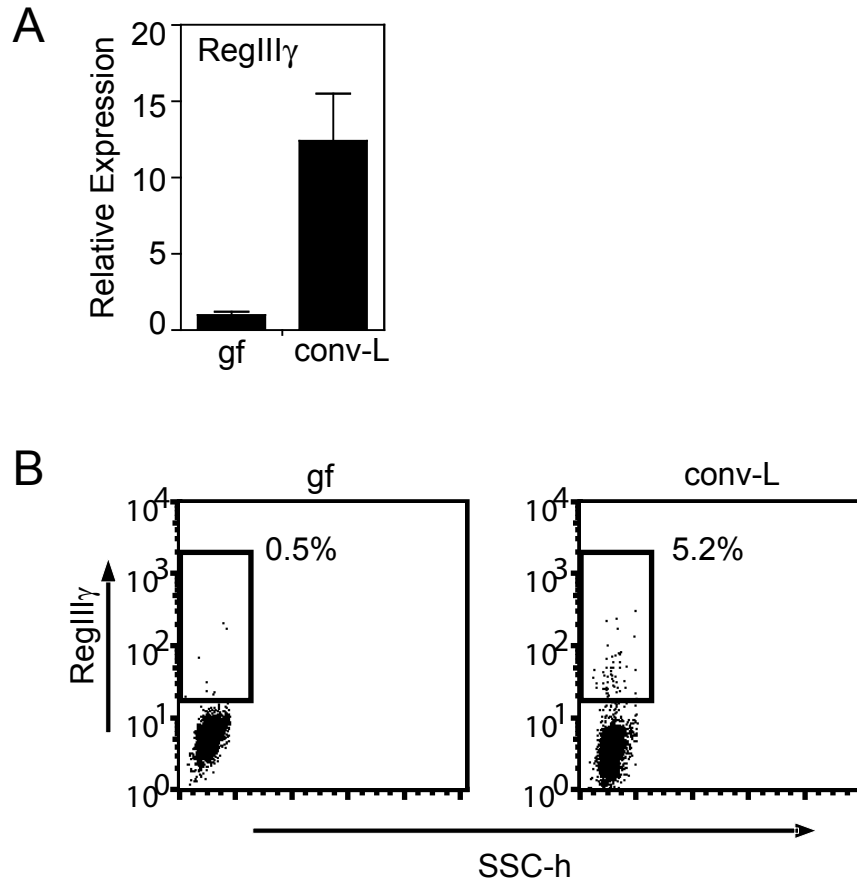 A
RegIIIγ
Relative Expression
20
15
10
5
0
gf conv-L
B
gf conv-L
0.5% 5.2%
RegIIIγ
10⁴ 10⁴
10³ 10³
10² 10²
10¹ 10¹
10⁰ 10⁰
SSC-h